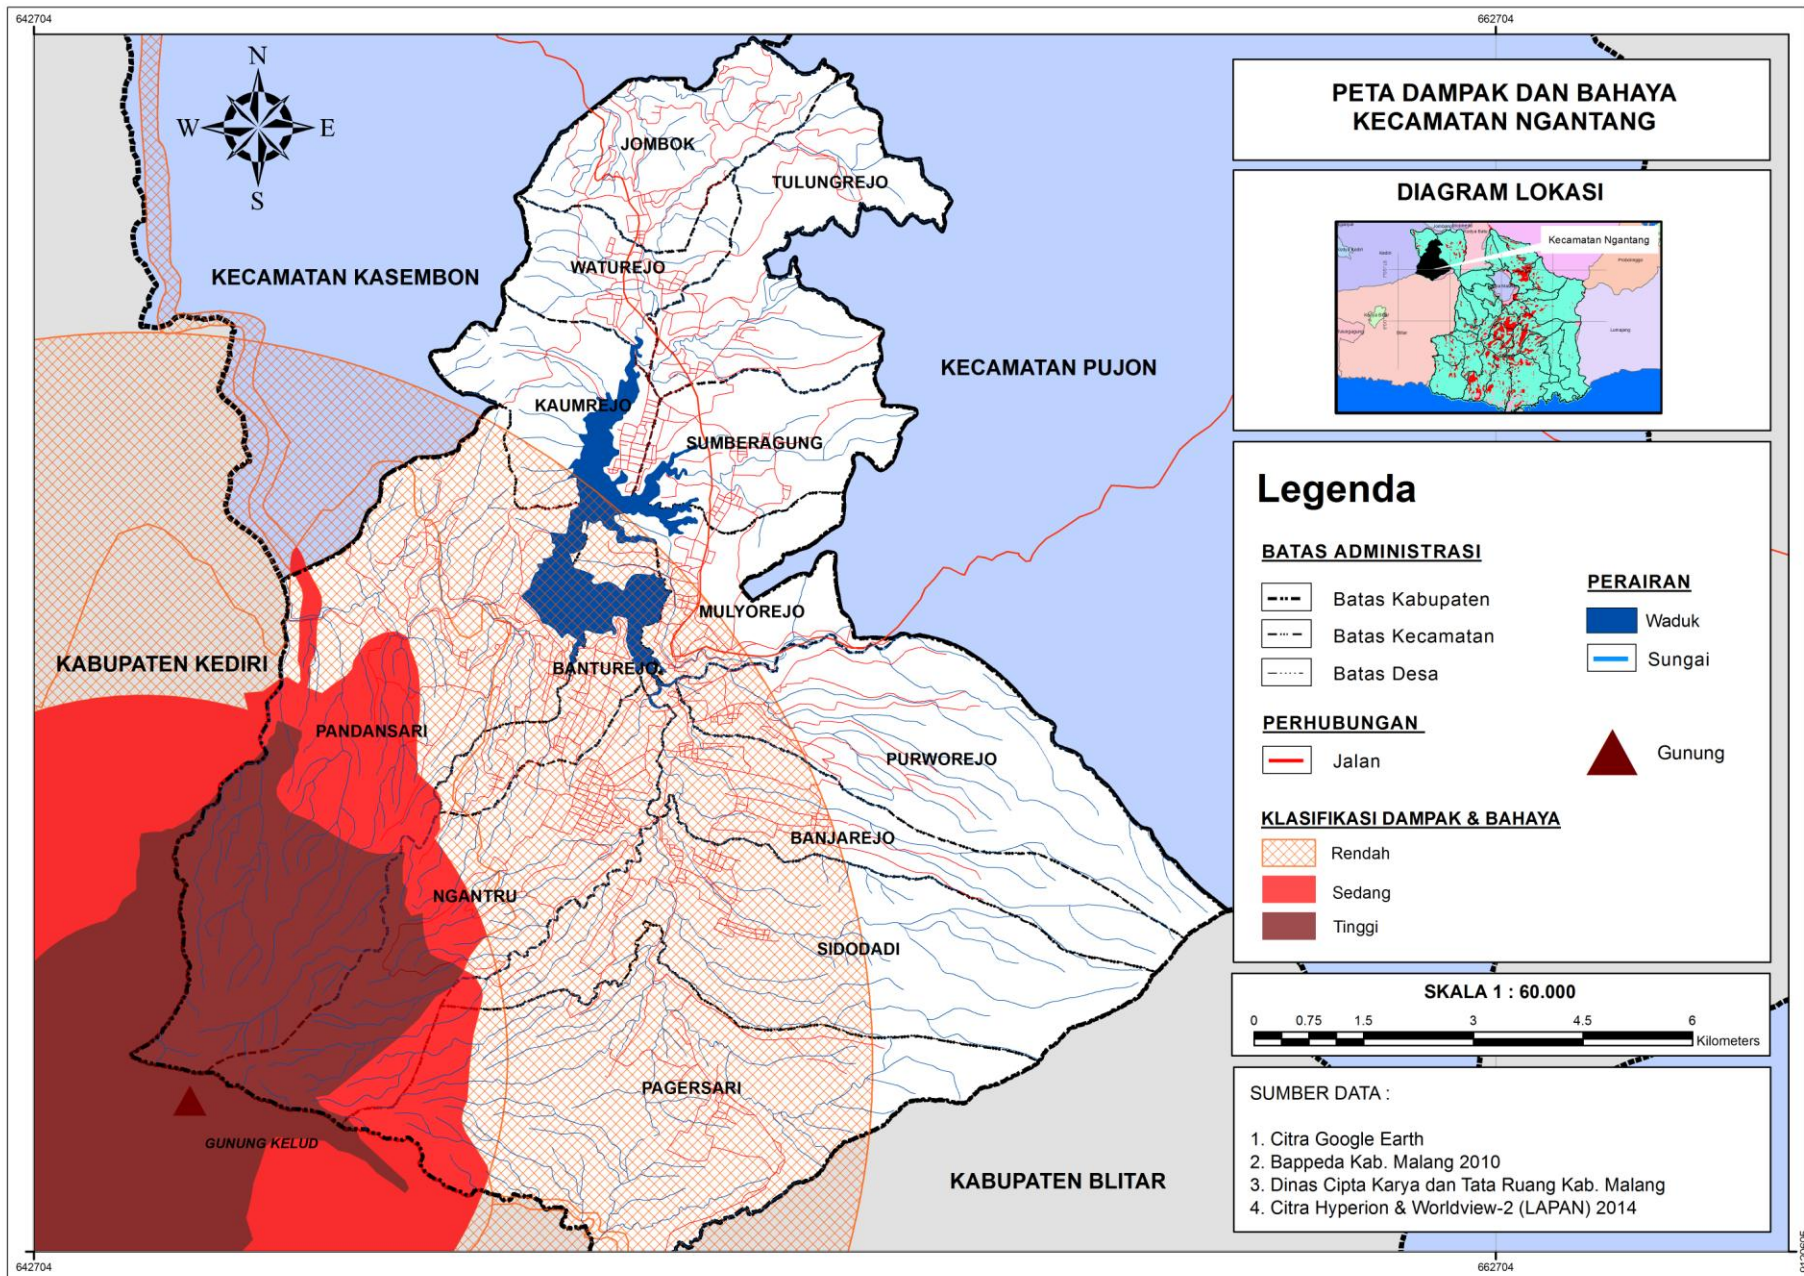 642704
662704
N
W
E
S
PETA DAMPAK DAN BAHAYA
KECAMATAN NGANTANG
DIAGRAM LOKASI
Kecamatan Ngantang
JOMBOK
TULUNGREJO
WATUREJO
KECAMATAN KASEMBON
KECAMATAN PUJON
KAUMREJO
SUMBERAGUNG
MULYOREJO
KABUPATEN KEDIRI
BANTUREJO
PANDANSARI
PURWOREJO
BANJAREJO
NGANTRU
SIDODADI
PAGERSARI
GUNUNG KELUD
KABUPATEN BLITAR
Legenda
BATAS ADMINISTRASI
Batas Kabupaten
Batas Kecamatan
Batas Desa
PERHUBUNGAN
Jalan
PERAIRAN
Waduk
Sungai
Gunung
KLASIFIKASI DAMPAK & BAHAYA
Rendah
Sedang
Tinggi
SKALA 1 : 60.000
0 0.75 1.5 3 4.5 6
Kilometers
SUMBER DATA :
1. Citra Google Earth
2. Bappeda Kab. Malang 2010
3. Dinas Cipta Karya dan Tata Ruang Kab. Malang
4. Citra Hyperion & Worldview-2 (LAPAN) 2014
642704
662704